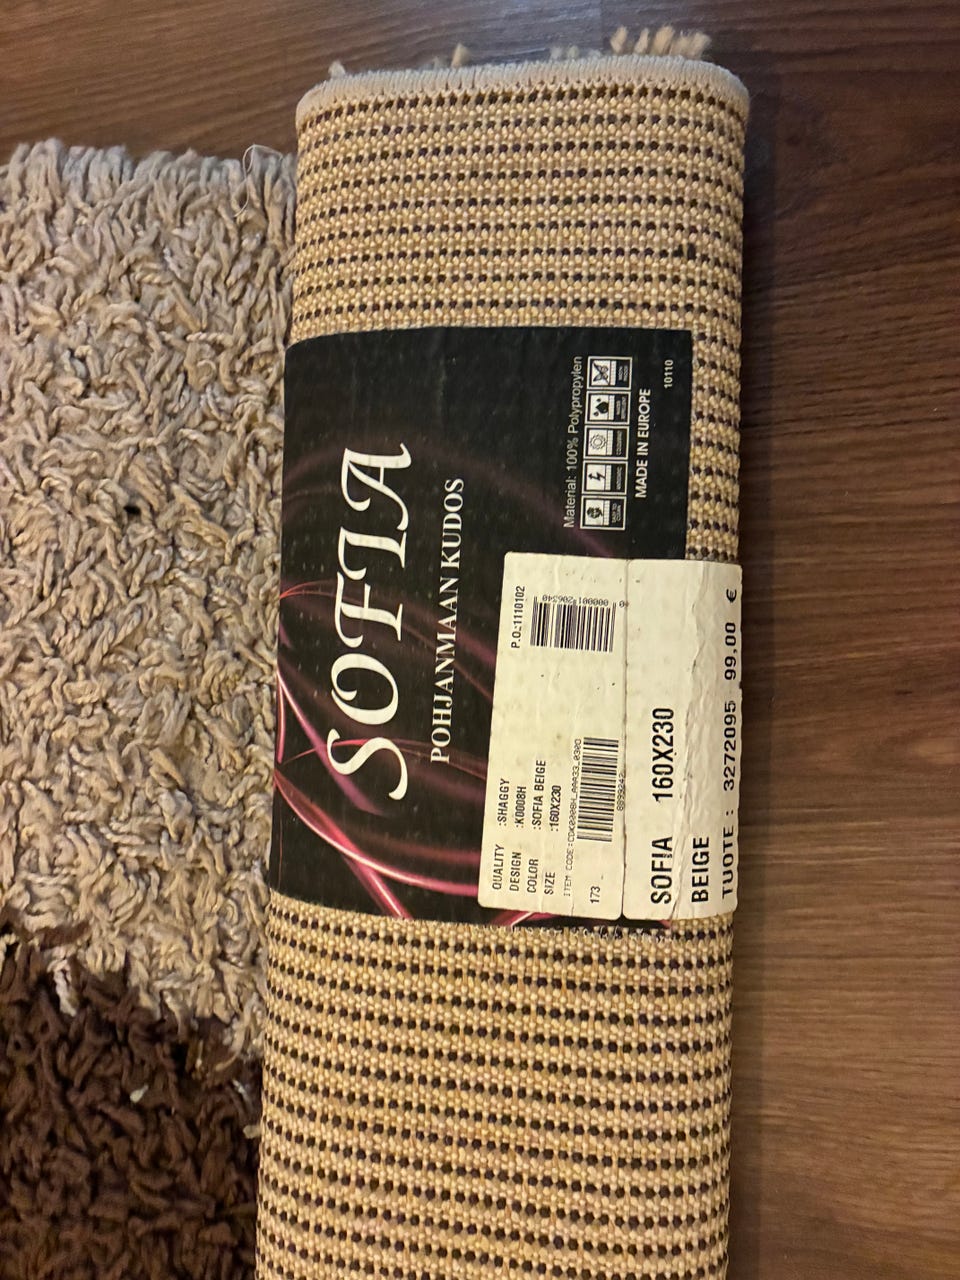 SOFIA
POHJANMAAN KUDOS
Material: 100% Polypropylen
MADE IN EUROPE
10110
P.O.:1110102
QUALITY :SHAGGY
DESIGN :K0008H
COLOR :SOFIA BEIGE
SIZE :160X230
173
SOFIA 160X230
BEIGE
TUOTE : 3272095 99,00 €